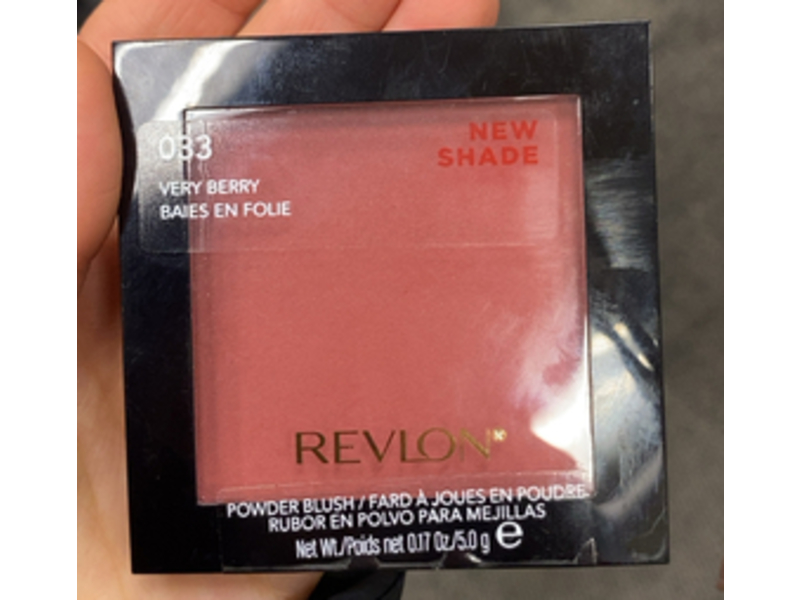 033
VERY BERRY
BAIES EN FOLIE
NEW
SHADE
REVLON
POWDER BLUSH / FARD À JOUES EN POUDRE
RUBOR EN POLVO PARA MEJILLAS
Net Wt./Poids net 0.17 Oz/5.0 g e